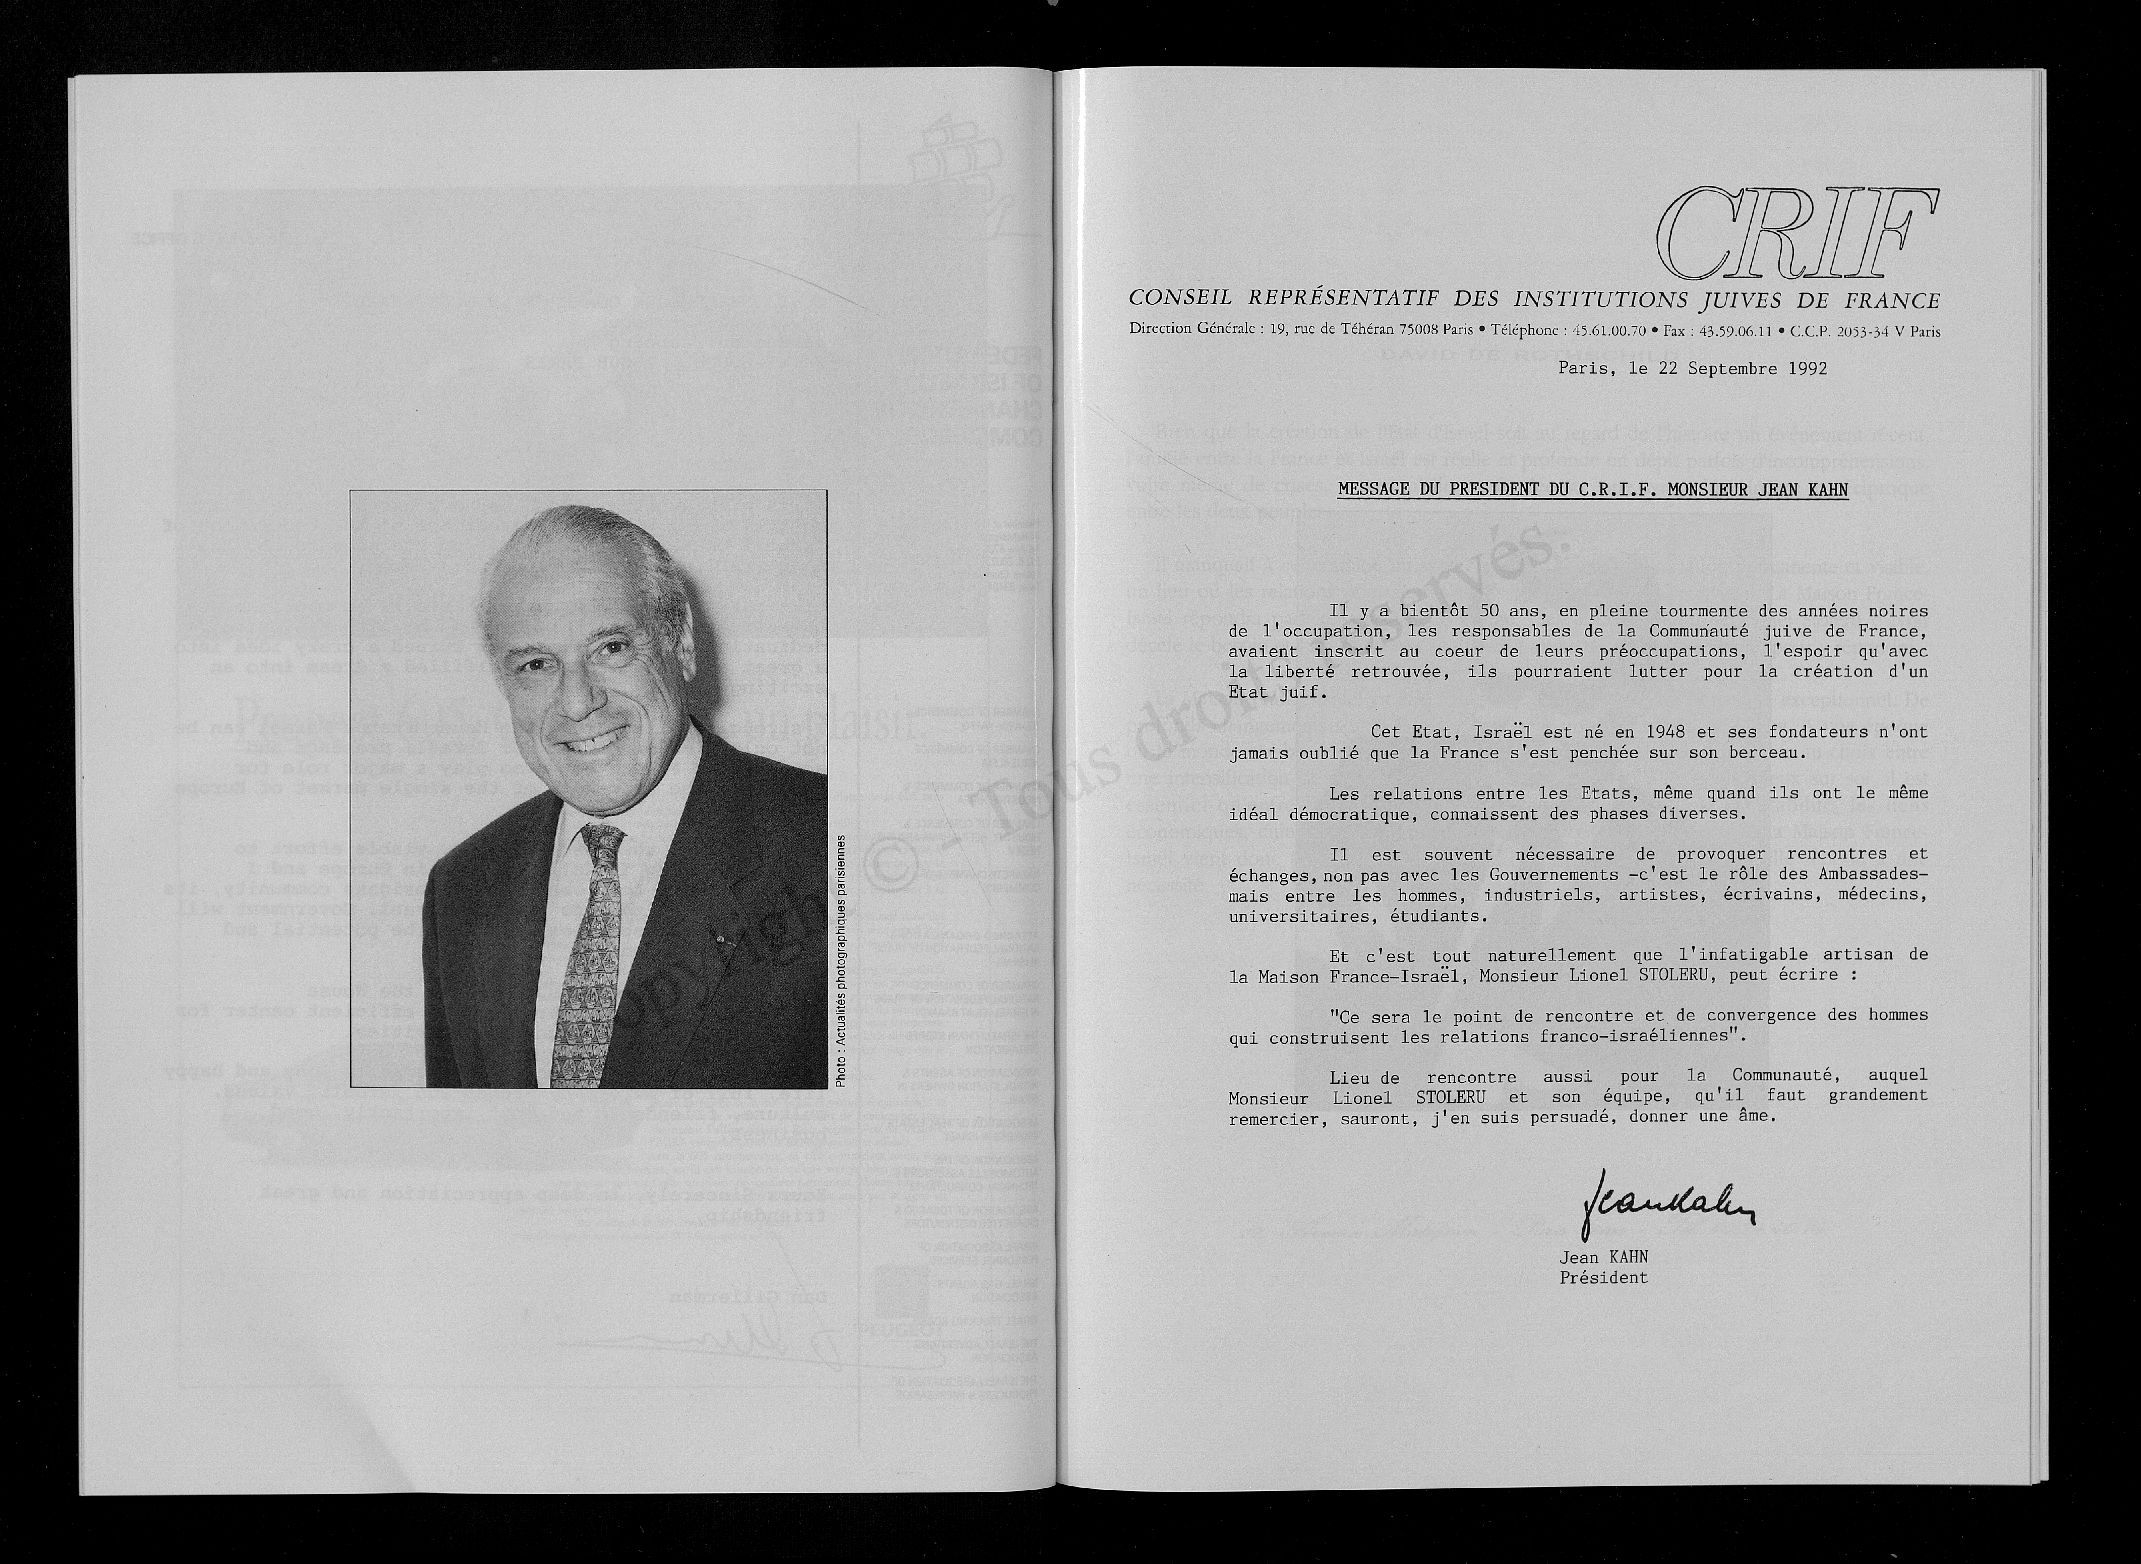 Photo : Actualités photographiques parisiennes
CRIF
CONSEIL REPRÉSENTATIF DES INSTITUTIONS JUIVES DE FRANCE
Direction Générale : 19, rue de Téhéran 75008 Paris • Téléphone : 45.61.00.70 • Fax : 43.59.06.11 • C.C.P. 2053-34 V Paris
Paris, le 22 Septembre 1992
MESSAGE DU PRESIDENT DU C.R.I.F. MONSIEUR JEAN KAHN
Il y a bientôt 50 ans, en pleine tourmente des années noires
de l'occupation, les responsables de la Communauté juive de France,
avaient inscrit au coeur de leurs préoccupations, l'espoir qu'avec
la liberté retrouvée, ils pourraient lutter pour la création d'un
Etat juif.
Cet Etat, Israël est né en 1948 et ses fondateurs n'ont
jamais oublié que la France s'est penchée sur son berceau.
Les relations entre les Etats, même quand ils ont le même
idéal démocratique, connaissent des phases diverses.
Il est souvent nécessaire de provoquer rencontres et
échanges, non pas avec les Gouvernements -c'est le rôle des Ambassades-
mais entre les hommes, industriels, artistes, écrivains, médecins,
universitaires, étudiants.
Et c'est tout naturellement que l'infatigable artisan de
la Maison France-Israël, Monsieur Lionel STOLERU, peut écrire :
"Ce sera le point de rencontre et de convergence des hommes
qui construisent les relations franco-israéliennes".
Lieu de rencontre aussi pour la Communauté, auquel
Monsieur Lionel STOLERU et son équipe, qu'il faut grandement
remercier, sauront, j'en suis persuadé, donner une âme.
Jean Kahn
Jean KAHN
Président
Copyright © - Tous droits réservés.